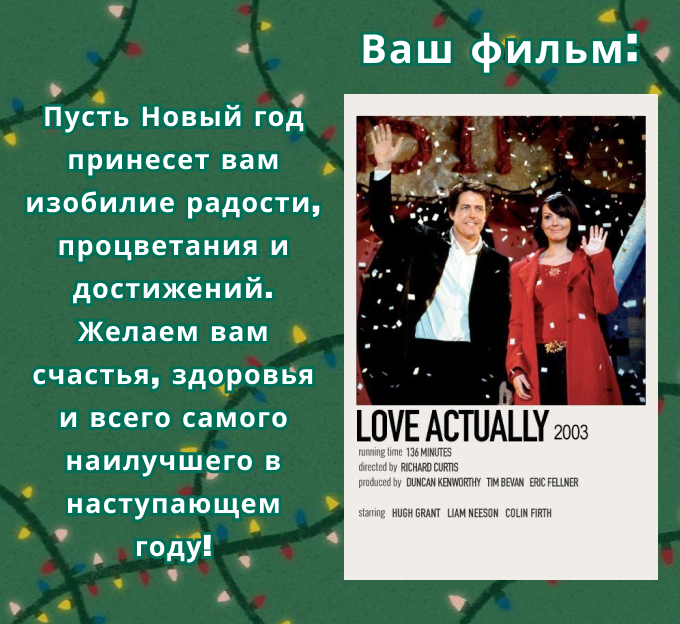 Ваш фильм:
Пусть Новый год
принесет вам
изобилие радости,
процветания и
достижений.
Желаем вам
счастья, здоровья
и всего самого
наилучшего в
наступающем
году!
LOVE ACTUALLY 2003
running time 136 MINUTES
directed by RICHARD CURTIS
produced by DUNCAN KENWORTHY TIM BEVAN ERIC FELLNER
starring HUGH GRANT LIAM NEESON COLIN FIRTH